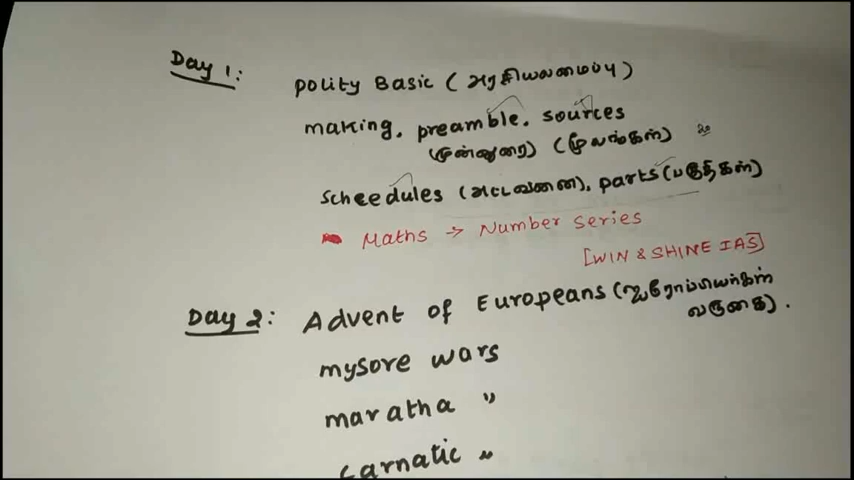 Day 1:
Polity Basic (அரசியலமைப்பு)
making, preamble, sources
(முன்னுரை) (மூலங்கள்)
Scheedules (அட்டவணை), parts (பகுதிகள்)
Maths → Number Series
[WIN & SHINE IAS]
Day 2: Advent of Europeans (ஐரோப்பியர்கள்
வருகை).
mysore wars
maratha "
carnatic "